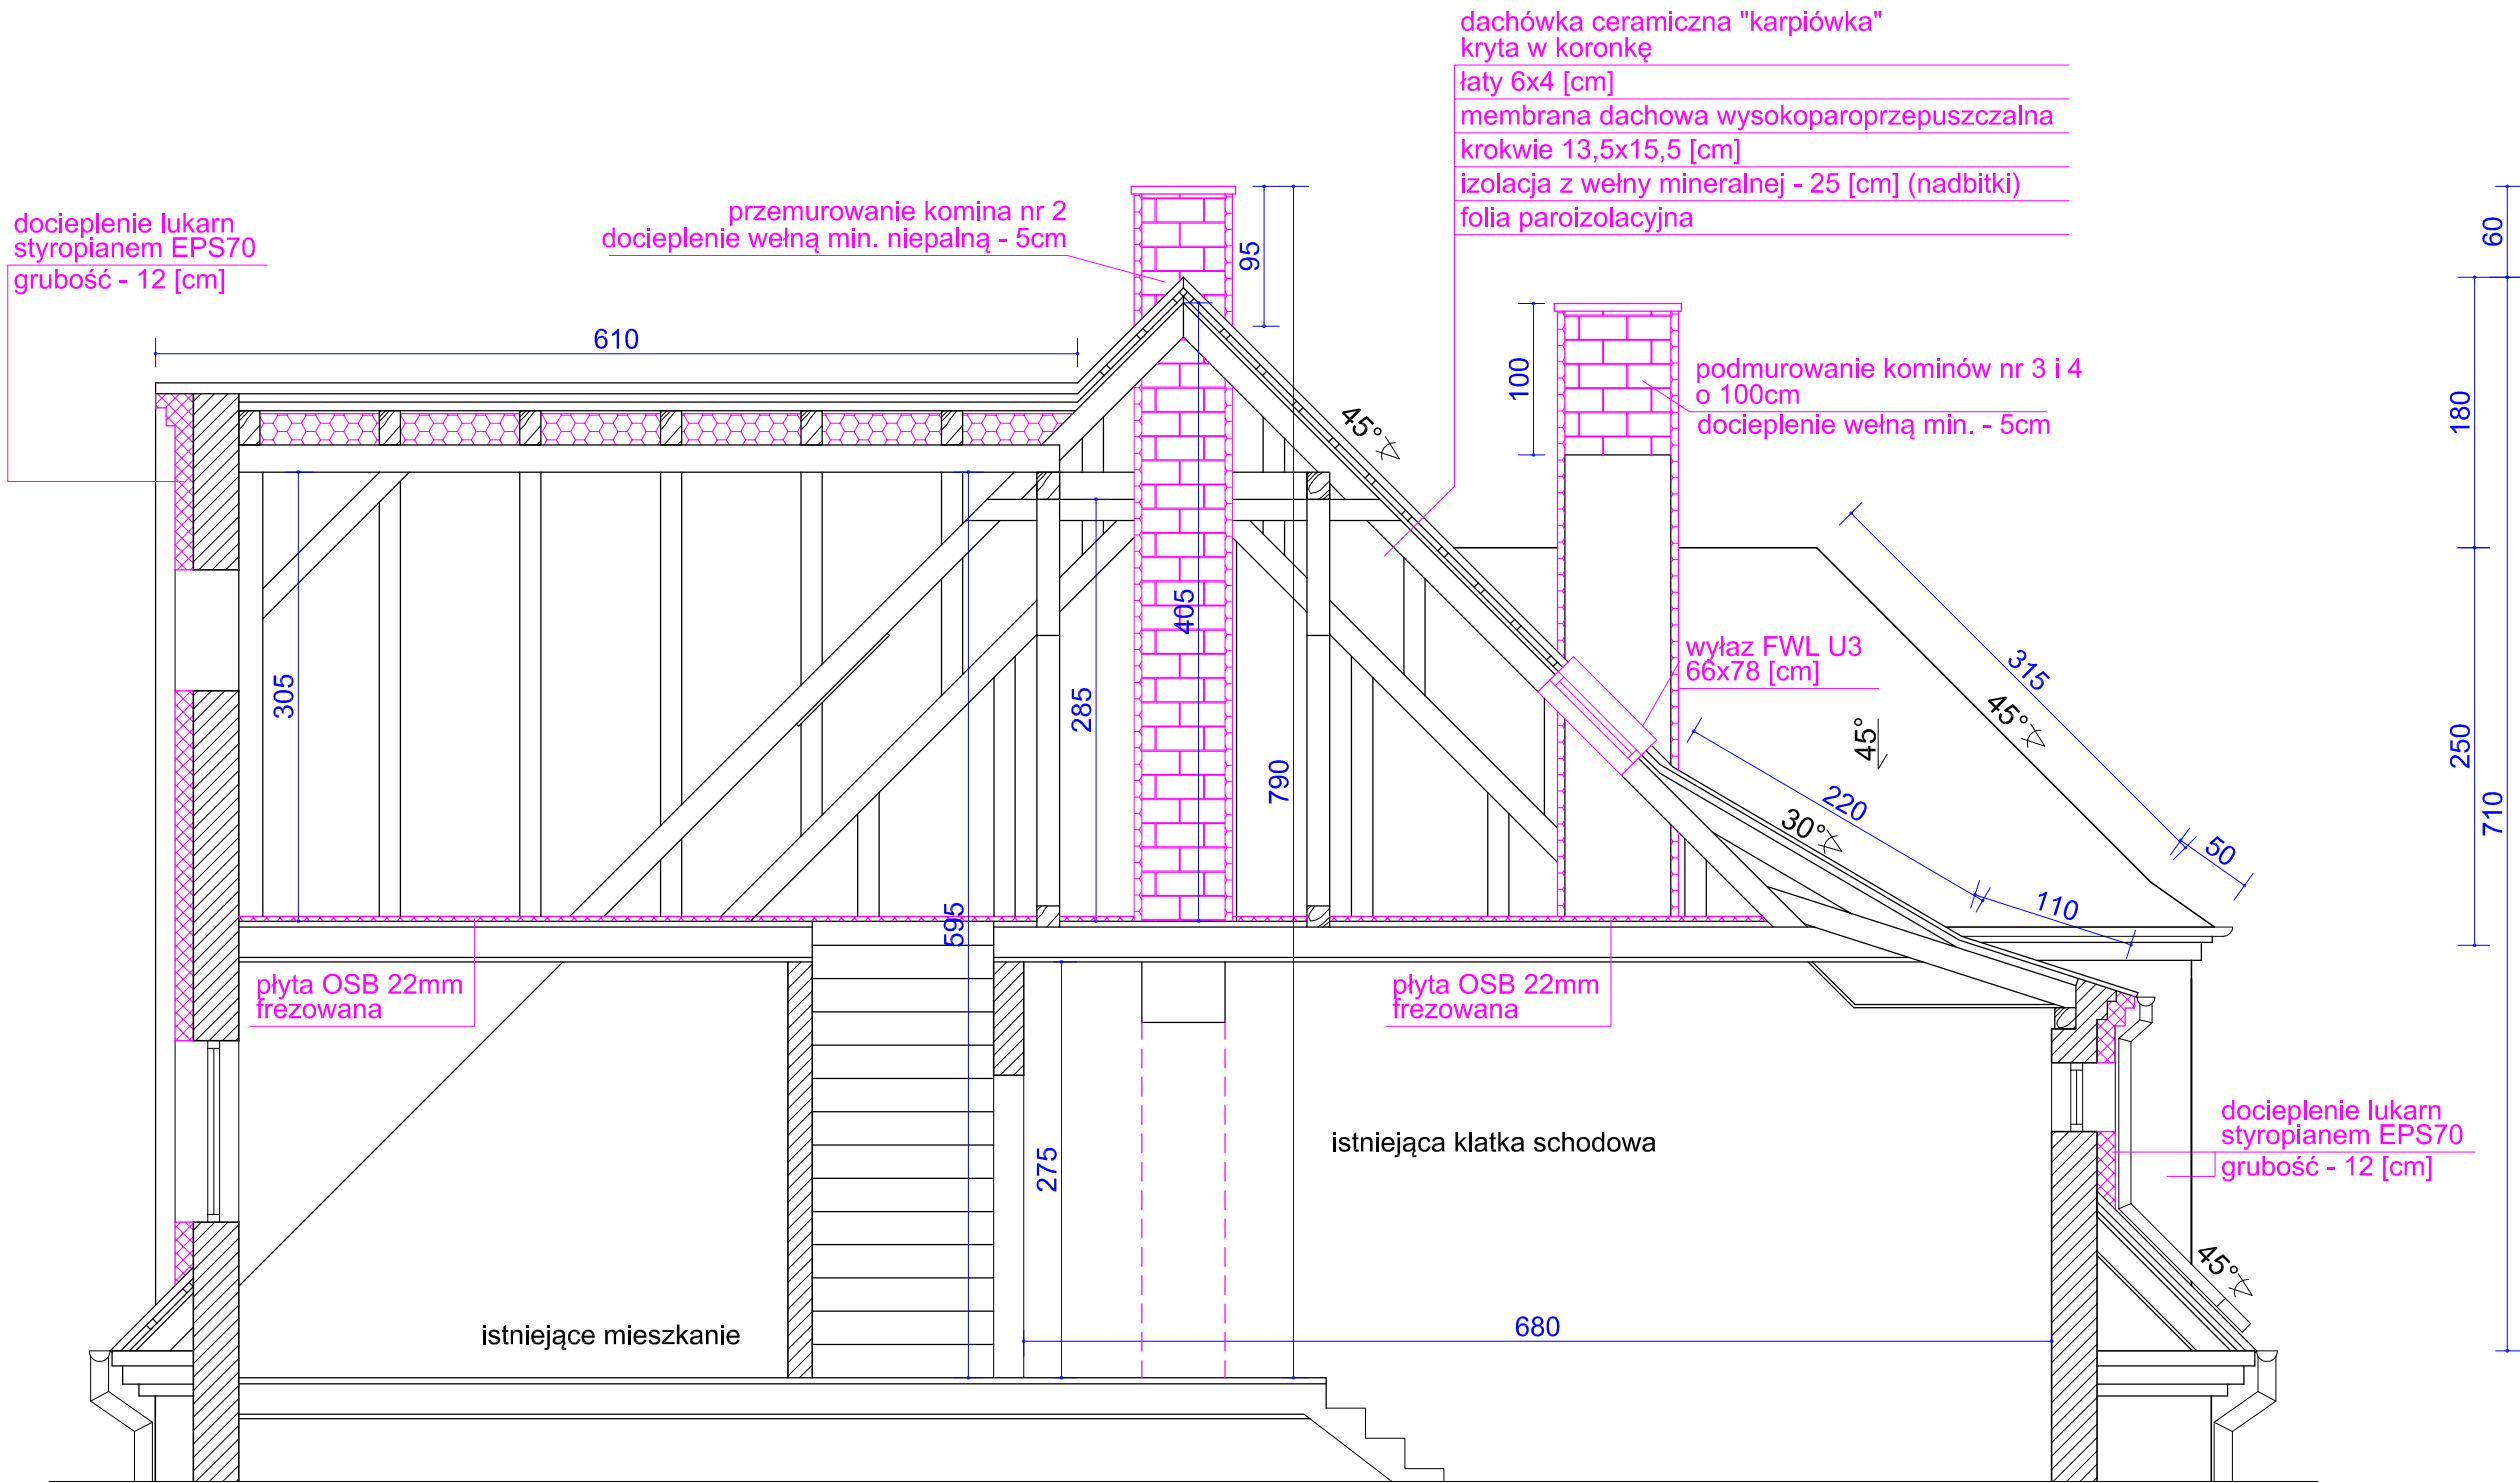 dachówka ceramiczna "karpiówka"
kryta w koronkę
łaty 6x4 [cm]
membrana dachowa wysokoparoprzepuszczalna
krokwie 13,5x15,5 [cm]
izolacja z wełny mineralnej - 25 [cm] (nadbitki)
folia paroizolacyjna
przemurowanie komina nr 2
docieplenie wełną min. niepalną - 5cm
docieplenie lukarn
styropianem EPS70
grubość - 12 [cm]
95
60
610
100
podmurowanie kominów nr 3 i 4
o 100cm
docieplenie wełną min. - 5cm
45°
180
405
wyłaz FWL U3
66x78 [cm]
315
305
285
45°
45°
250
790
220
30°
710
50
595
110
płyta OSB 22mm
frezowana
płyta OSB 22mm
frezowana
istniejąca klatka schodowa
275
docieplenie lukarn
styropianem EPS70
grubość - 12 [cm]
45°
istniejące mieszkanie
680